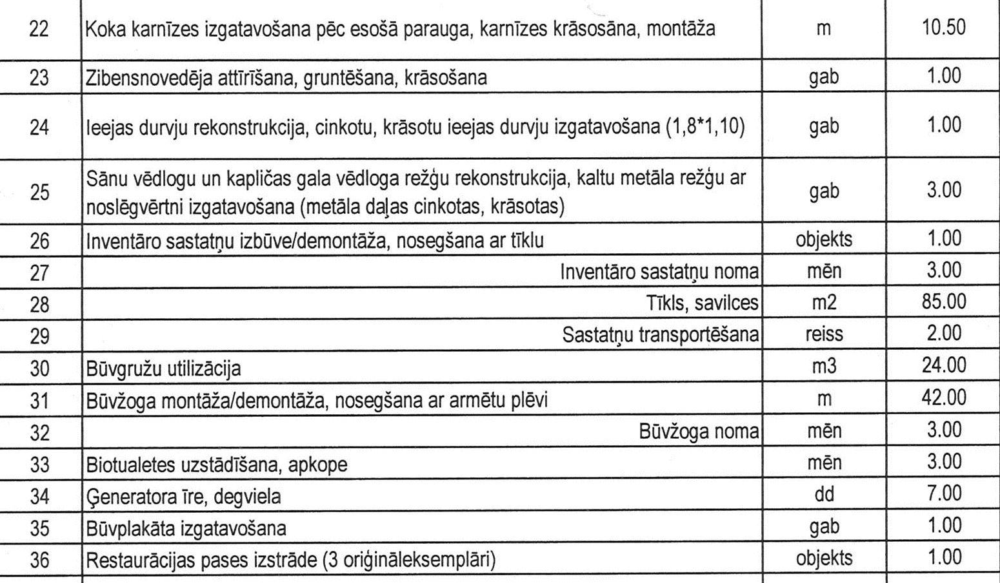 22 Koka karnīzes izgatavošana pēc esošā parauga, karnīzes krāsosāna, montāža m 10.50
23 Zibensnovedēja attīrīšana, gruntēšana, krāsošana gab 1.00
24 Ieejas durvju rekonstrukcija, cinkotu, krāsotu ieejas durvju izgatavošana (1,8*1,10) gab 1.00
25 Sānu vēdlogu un kapličas gala vēdloga režģu rekonstrukcija, kaltu metāla režģu ar
noslēgvērtni izgatavošana (metāla daļas cinkotas, krāsotas) gab 3.00
26 Inventāro sastatņu izbūve/demontāža, nosegšana ar tīklu objekts 1.00
27 Inventāro sastatņu noma mēn 3.00
28 Tīkls, savilces m2 85.00
29 Sastatņu transportēšana reiss 2.00
30 Būvgružu utilizācija m3 24.00
31 Būvžoga montāža/demontāža, nosegšana ar armētu plēvi m 42.00
32 Būvžoga noma mēn 3.00
33 Biotualetes uzstādīšana, apkope mēn 3.00
34 Ģeneratora īre, degviela dd 7.00
35 Būvplakāta izgatavošana gab 1.00
36 Restaurācijas pases izstrāde (3 oriģināleksemplāri) objekts 1.00